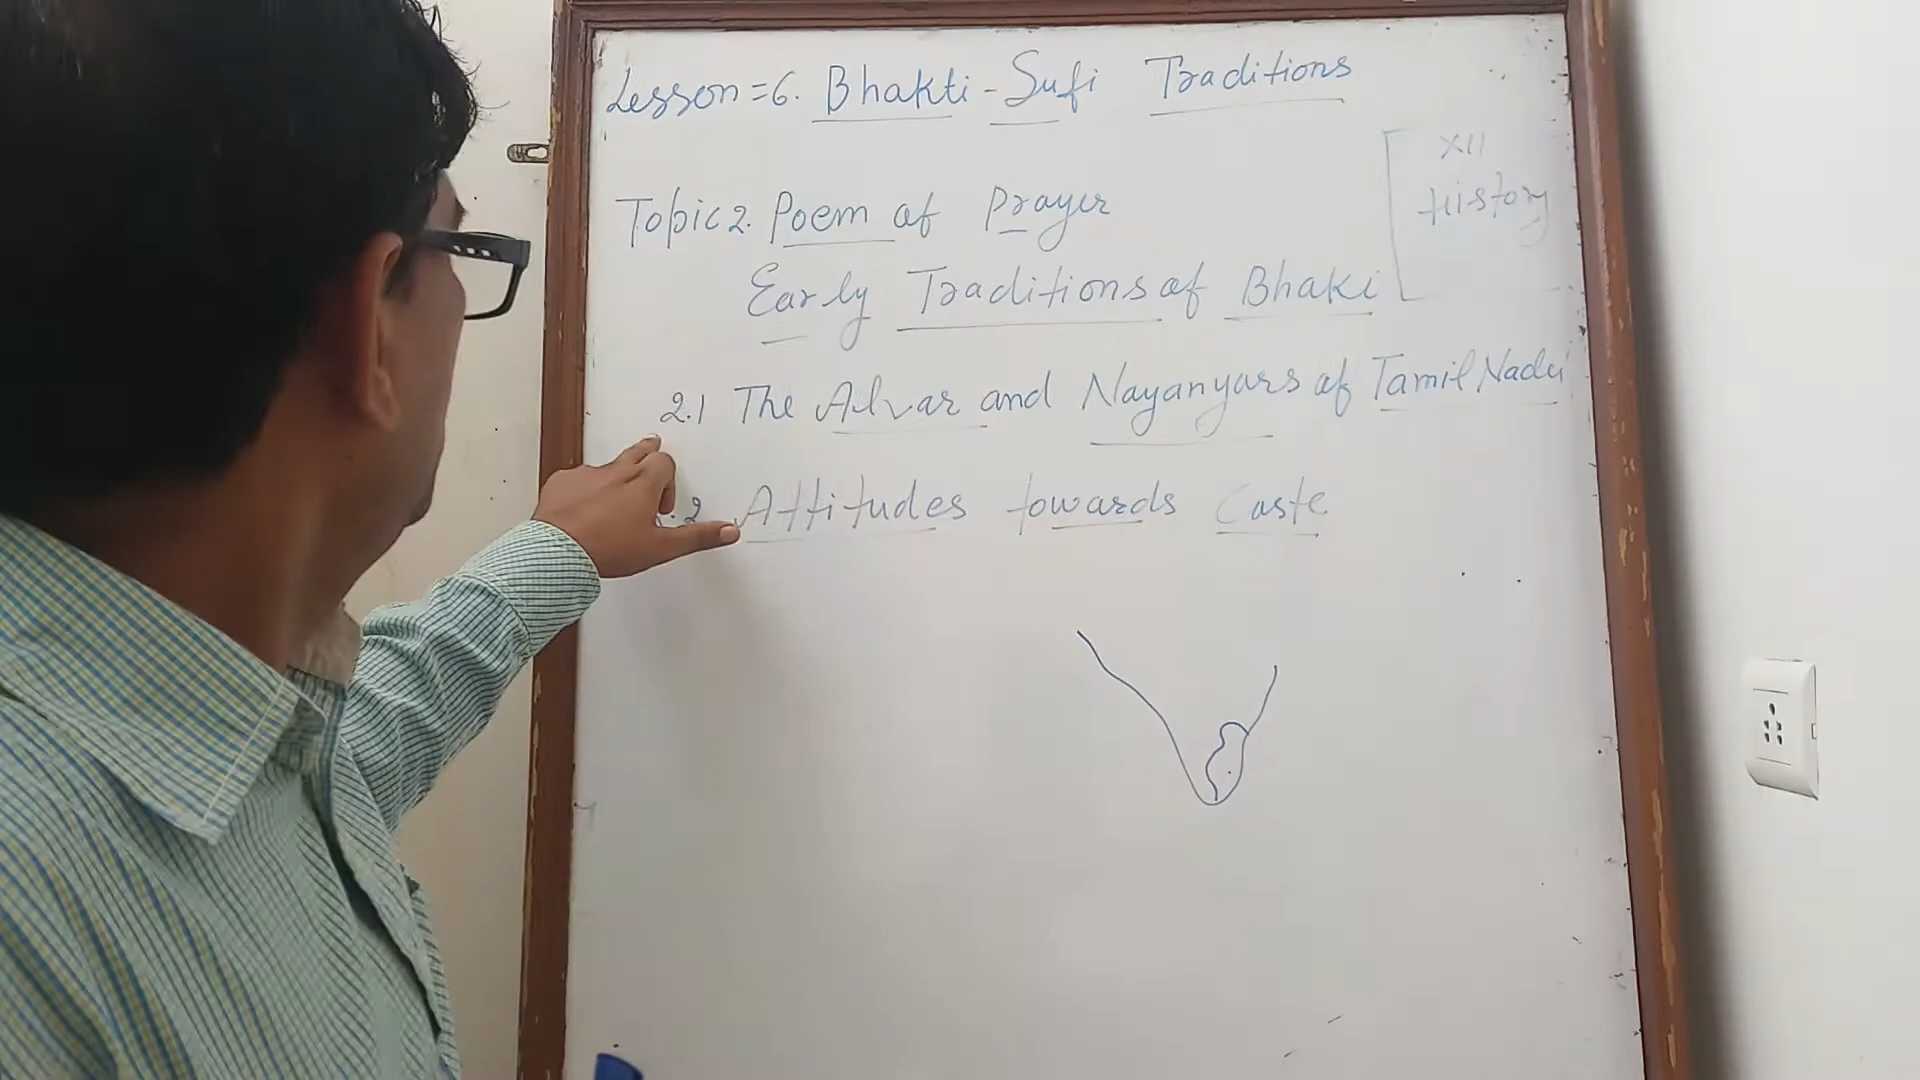 Lesson=6. Bhakti-Sufi Traditions
XII
History
Topic 2. Poem of Prayer
Early Traditions of Bhaki
2.1 The Alvar and Nayanyars of Tamil Nadu
.2 Attitudes towards Caste